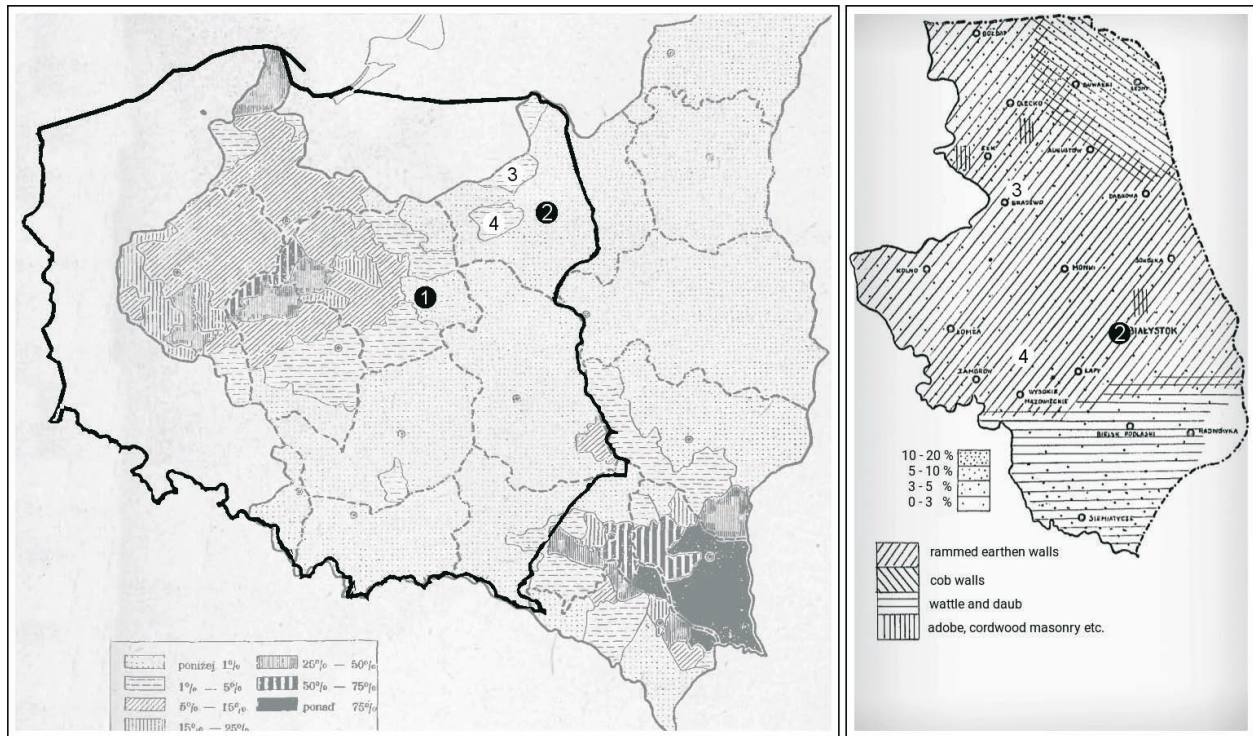 3
2
4
1
poniżej 1%
1% — 5%
5% — 15%
15% — 25%
25% — 50%
50% — 75%
ponad 75%
GOŁDAP
SUWAŁKI
SEJNY
OLECKO
EŁK
AUGUSTÓW
3
GRAJEWO
DĄBROWA
KOLNO
MOŃKI
SOKÓŁKA
ŁOMŻA
2 BIAŁYSTOK
4
ZAMBRÓW
ŁAPY
WYSOKIE
MAZOWIECKIE
BIELSK PODLASKI
HAJNÓWKA
10 - 20 %
5 - 10 %
3 - 5 %
0 - 3 %
SIEMIATYCZE
rammed earthen walls
cob walls
wattle and daub
adobe, cordwood masonry etc.